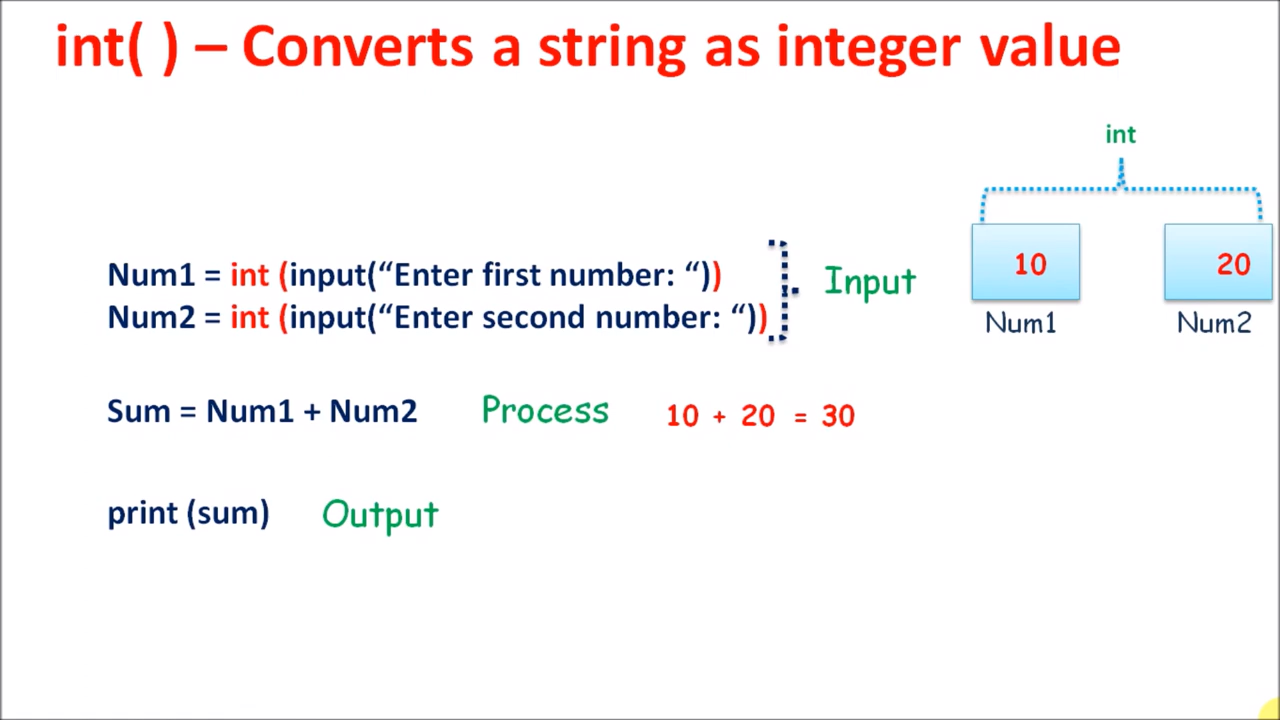 int( ) – Converts a string as integer value
int
10 20
Num1 Num2
Num1 = int (input(“Enter first number: “))
Num2 = int (input(“Enter second number: “))
Input
Sum = Num1 + Num2 Process 10 + 20 = 30
print (sum) Output